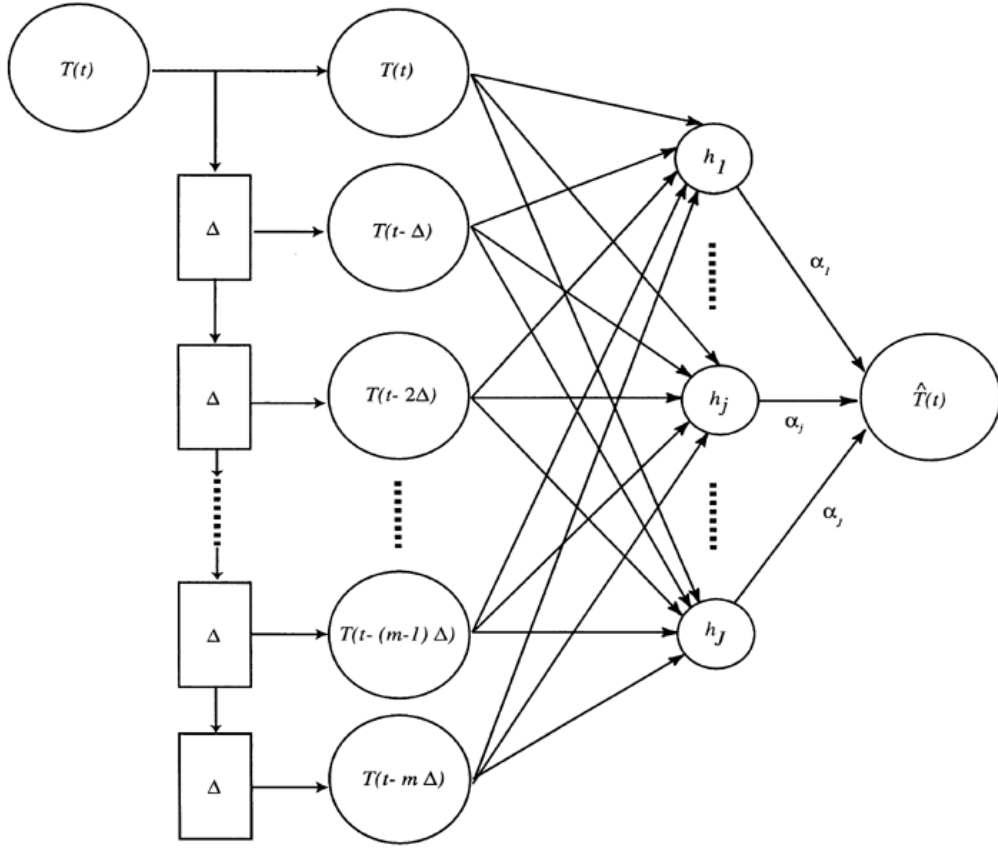 T(t)
T(t)
h1
Δ
T(t- Δ)
α1
Δ
T(t- 2Δ)
hj
αj
T̂(t)
αJ
Δ
T(t- (m-1) Δ)
hJ
Δ
T(t- m Δ)